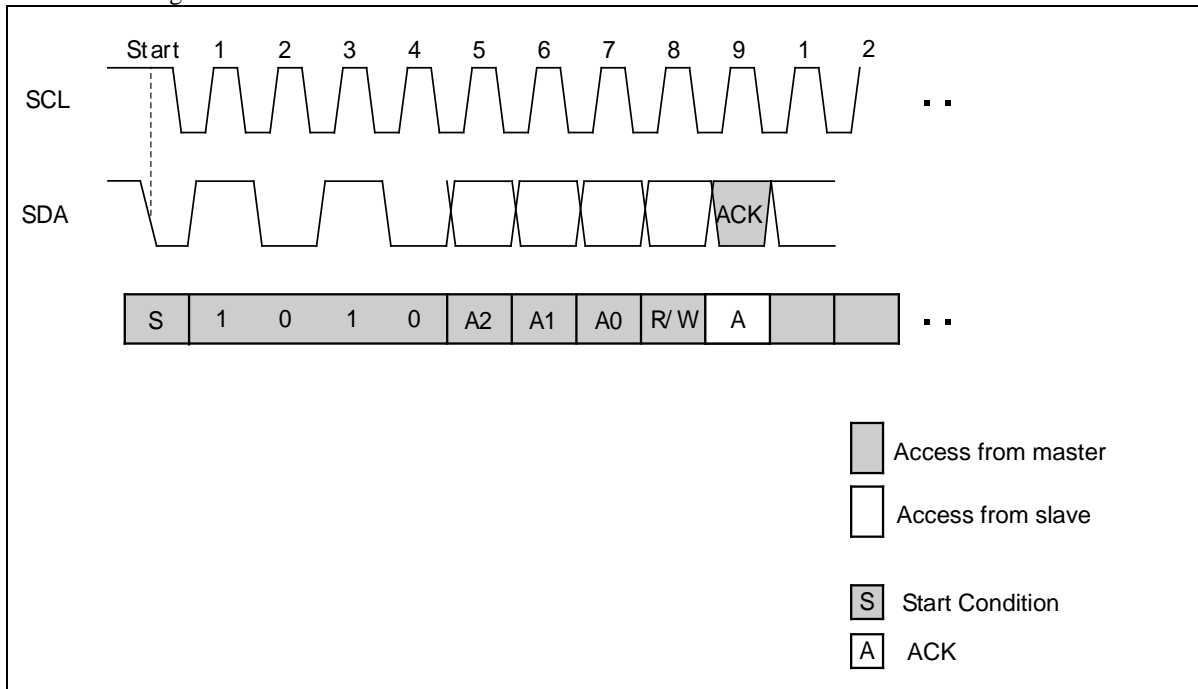 Start 1 2 3 4 5 6 7 8 9 1 2
SCL
. .
SDA
ACK
S 1 0 1 0 A2 A1 A0 R/W A
. .
Access from master
Access from slave
S Start Condition
A ACK